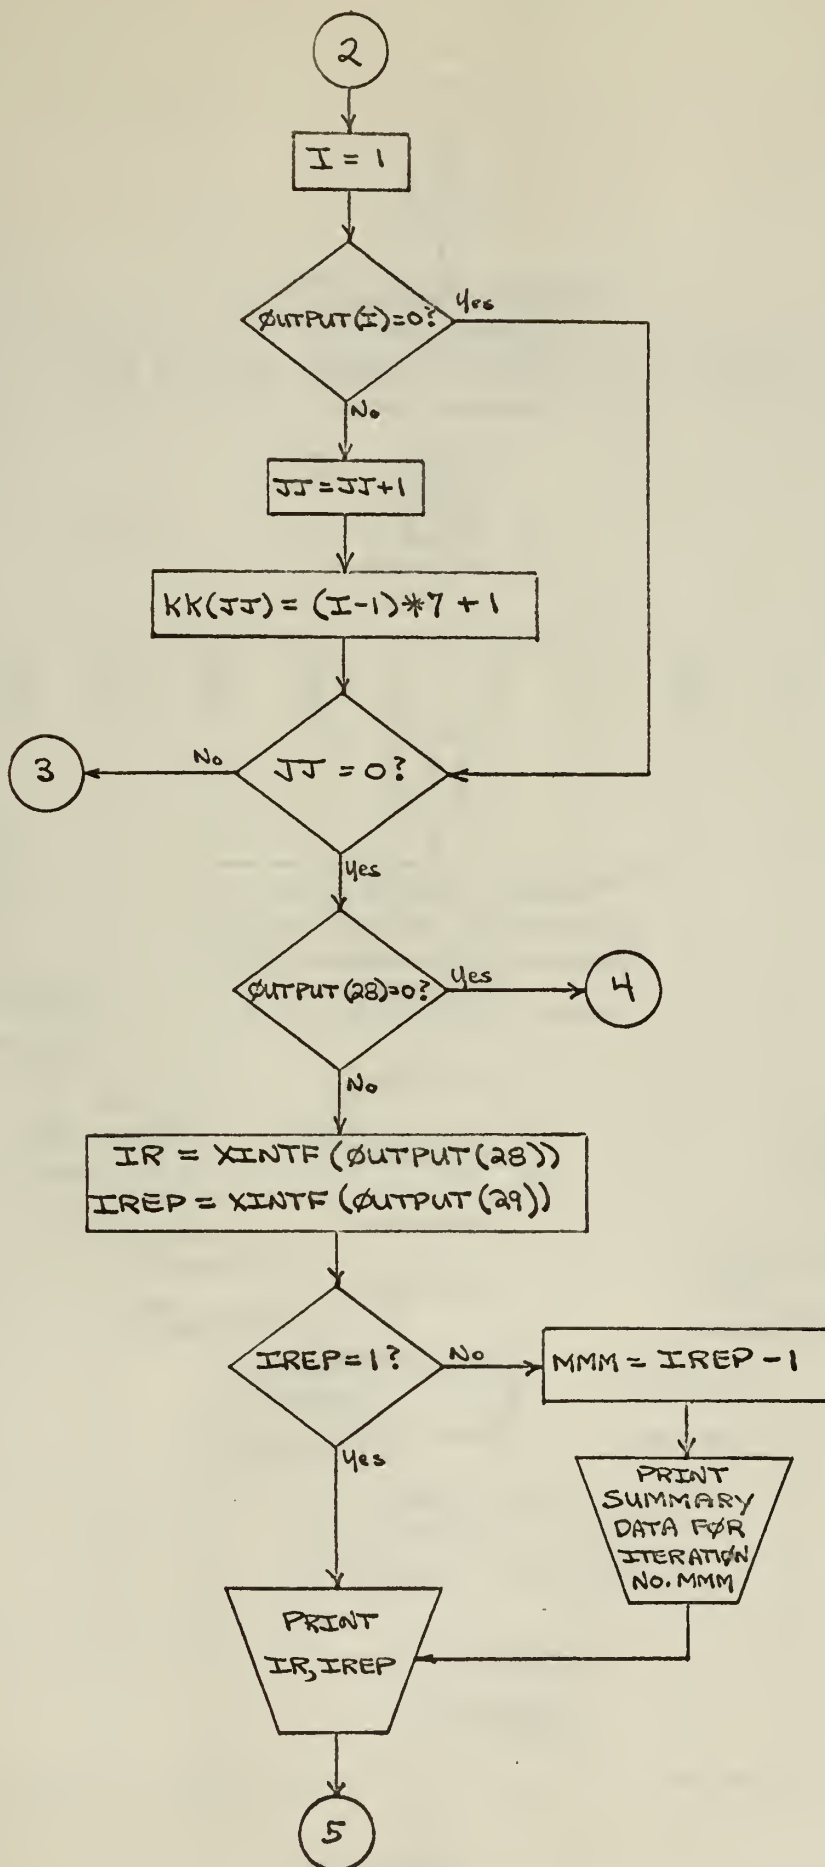 2
I = 1
ØUTPUT(I)=0?
Yes
No
JJ = JJ+1
KK(JJ) = (I-1)*7 + 1
JJ = 0?
No
3
Yes
ØUTPUT(28)=0?
Yes
4
No
IR = XINTF(ØUTPUT(28))
IREP = XINTF(ØUTPUT(29))
IREP=1?
No
MMM = IREP -1
Yes
PRINT
SUMMARY
DATA FØR
ITERATIØN
NO. MMM
PRINT
IR, IREP
5